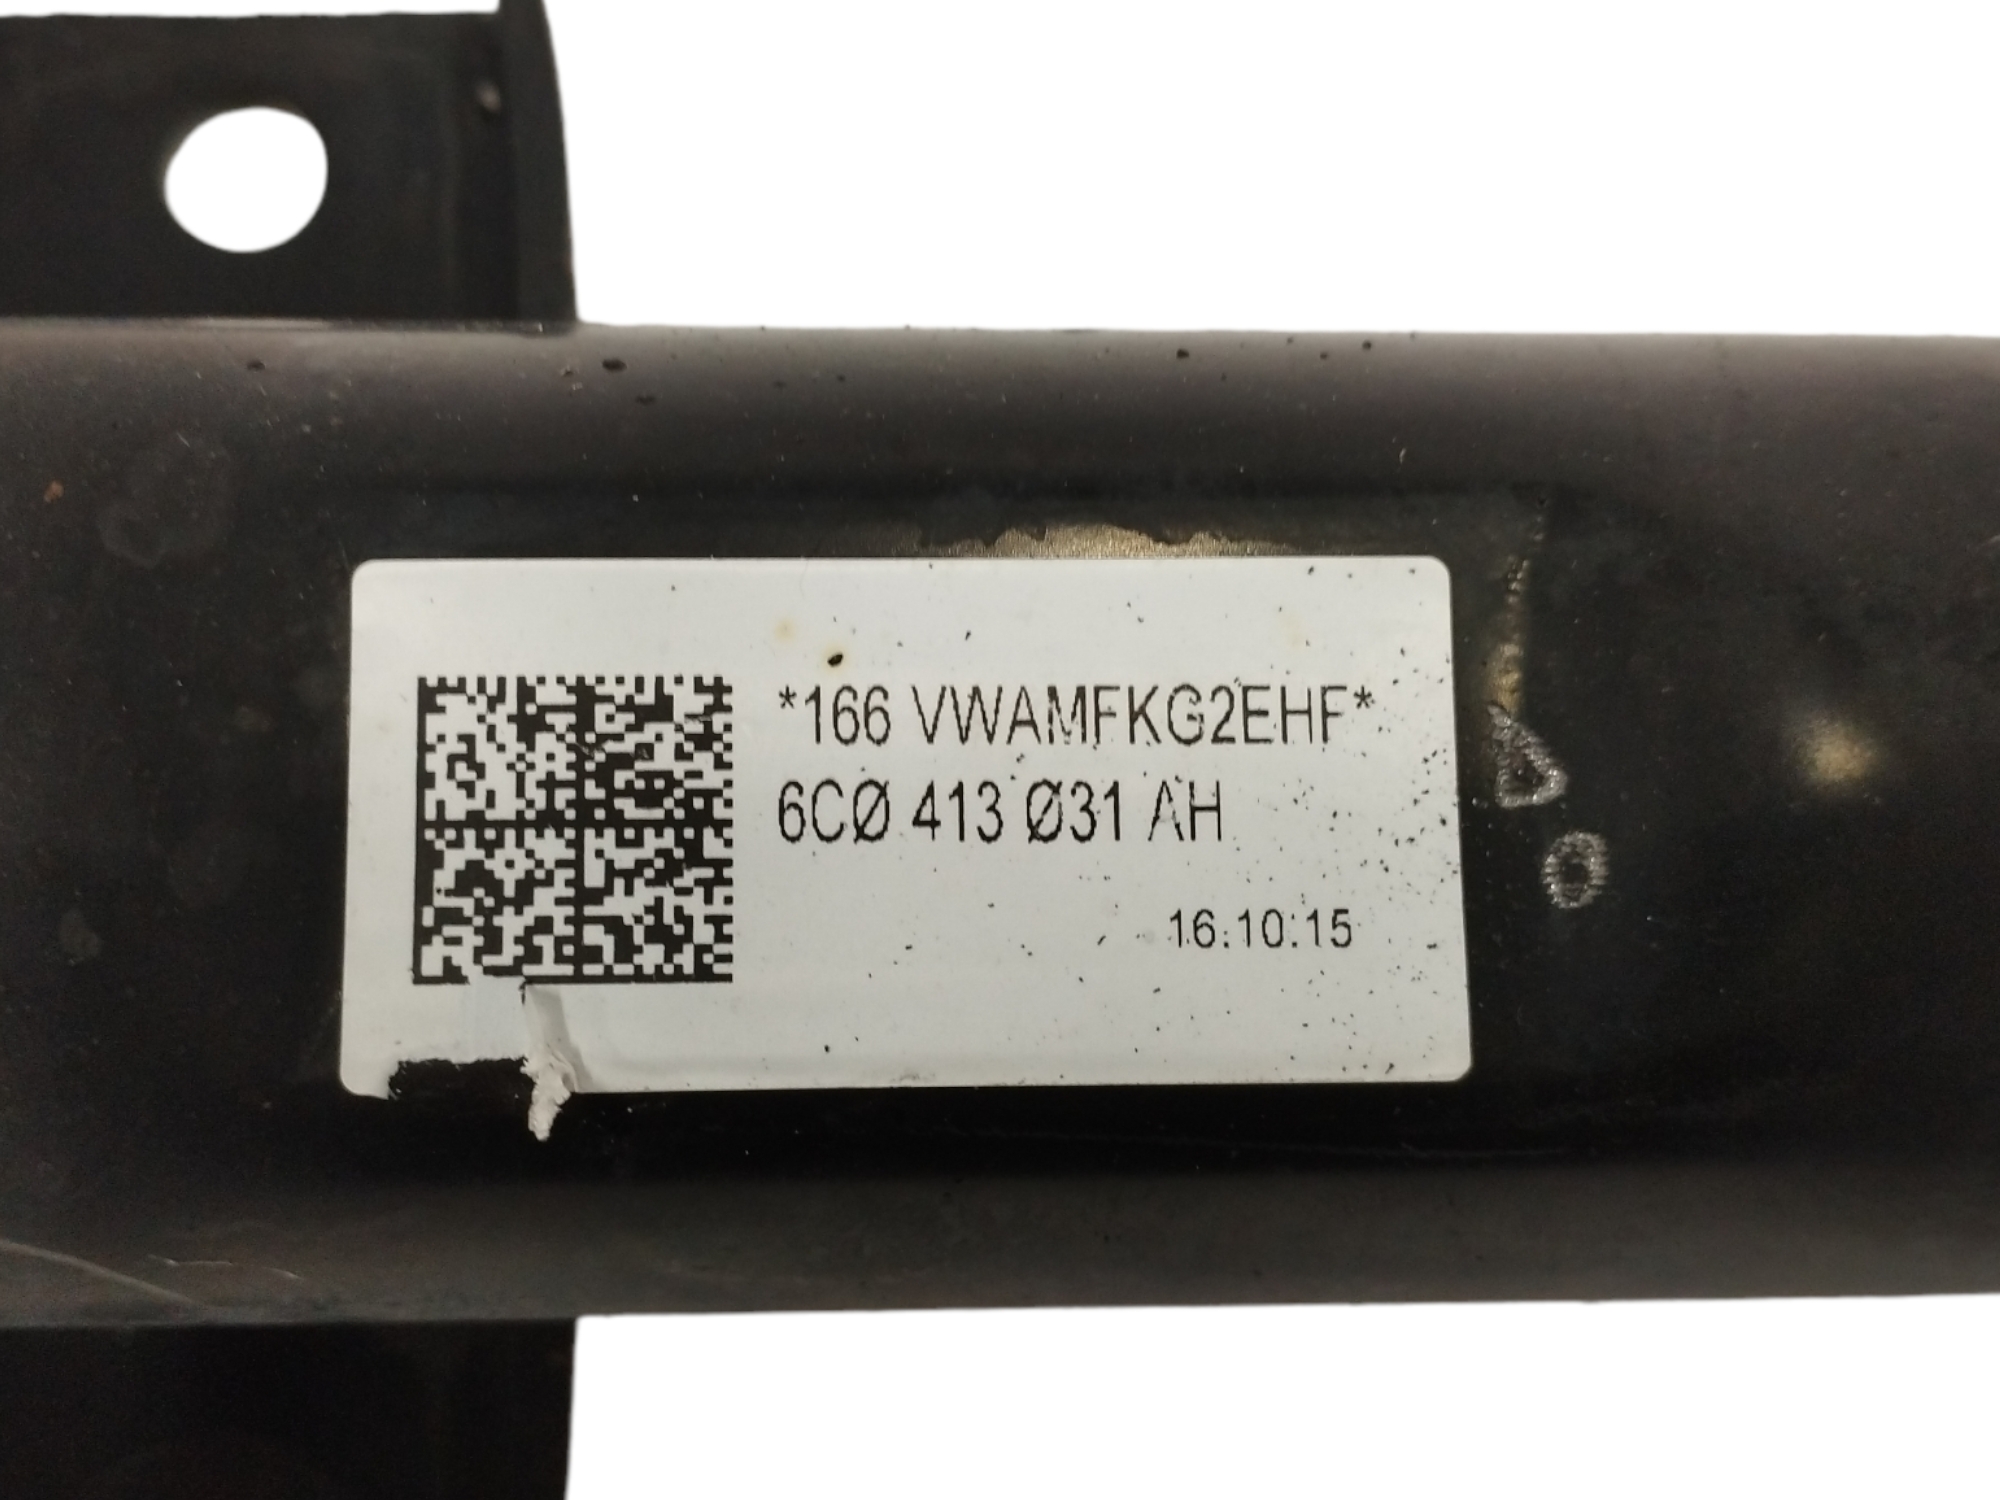 *166 VWAMFKG2EHF*
6CØ 413 Ø31 AH
16.10.15